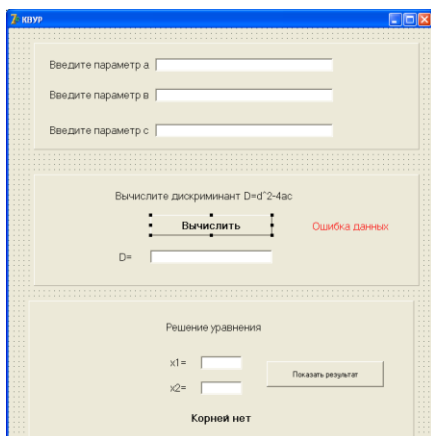 КВУР
Введите параметр а
Введите параметр в
Введите параметр с
Вычислите дискриминант D=d^2-4ac
Вычислить
Ошибка данных
D=
Решение уравнения
x1=
Показать результат
x2=
Корней нет